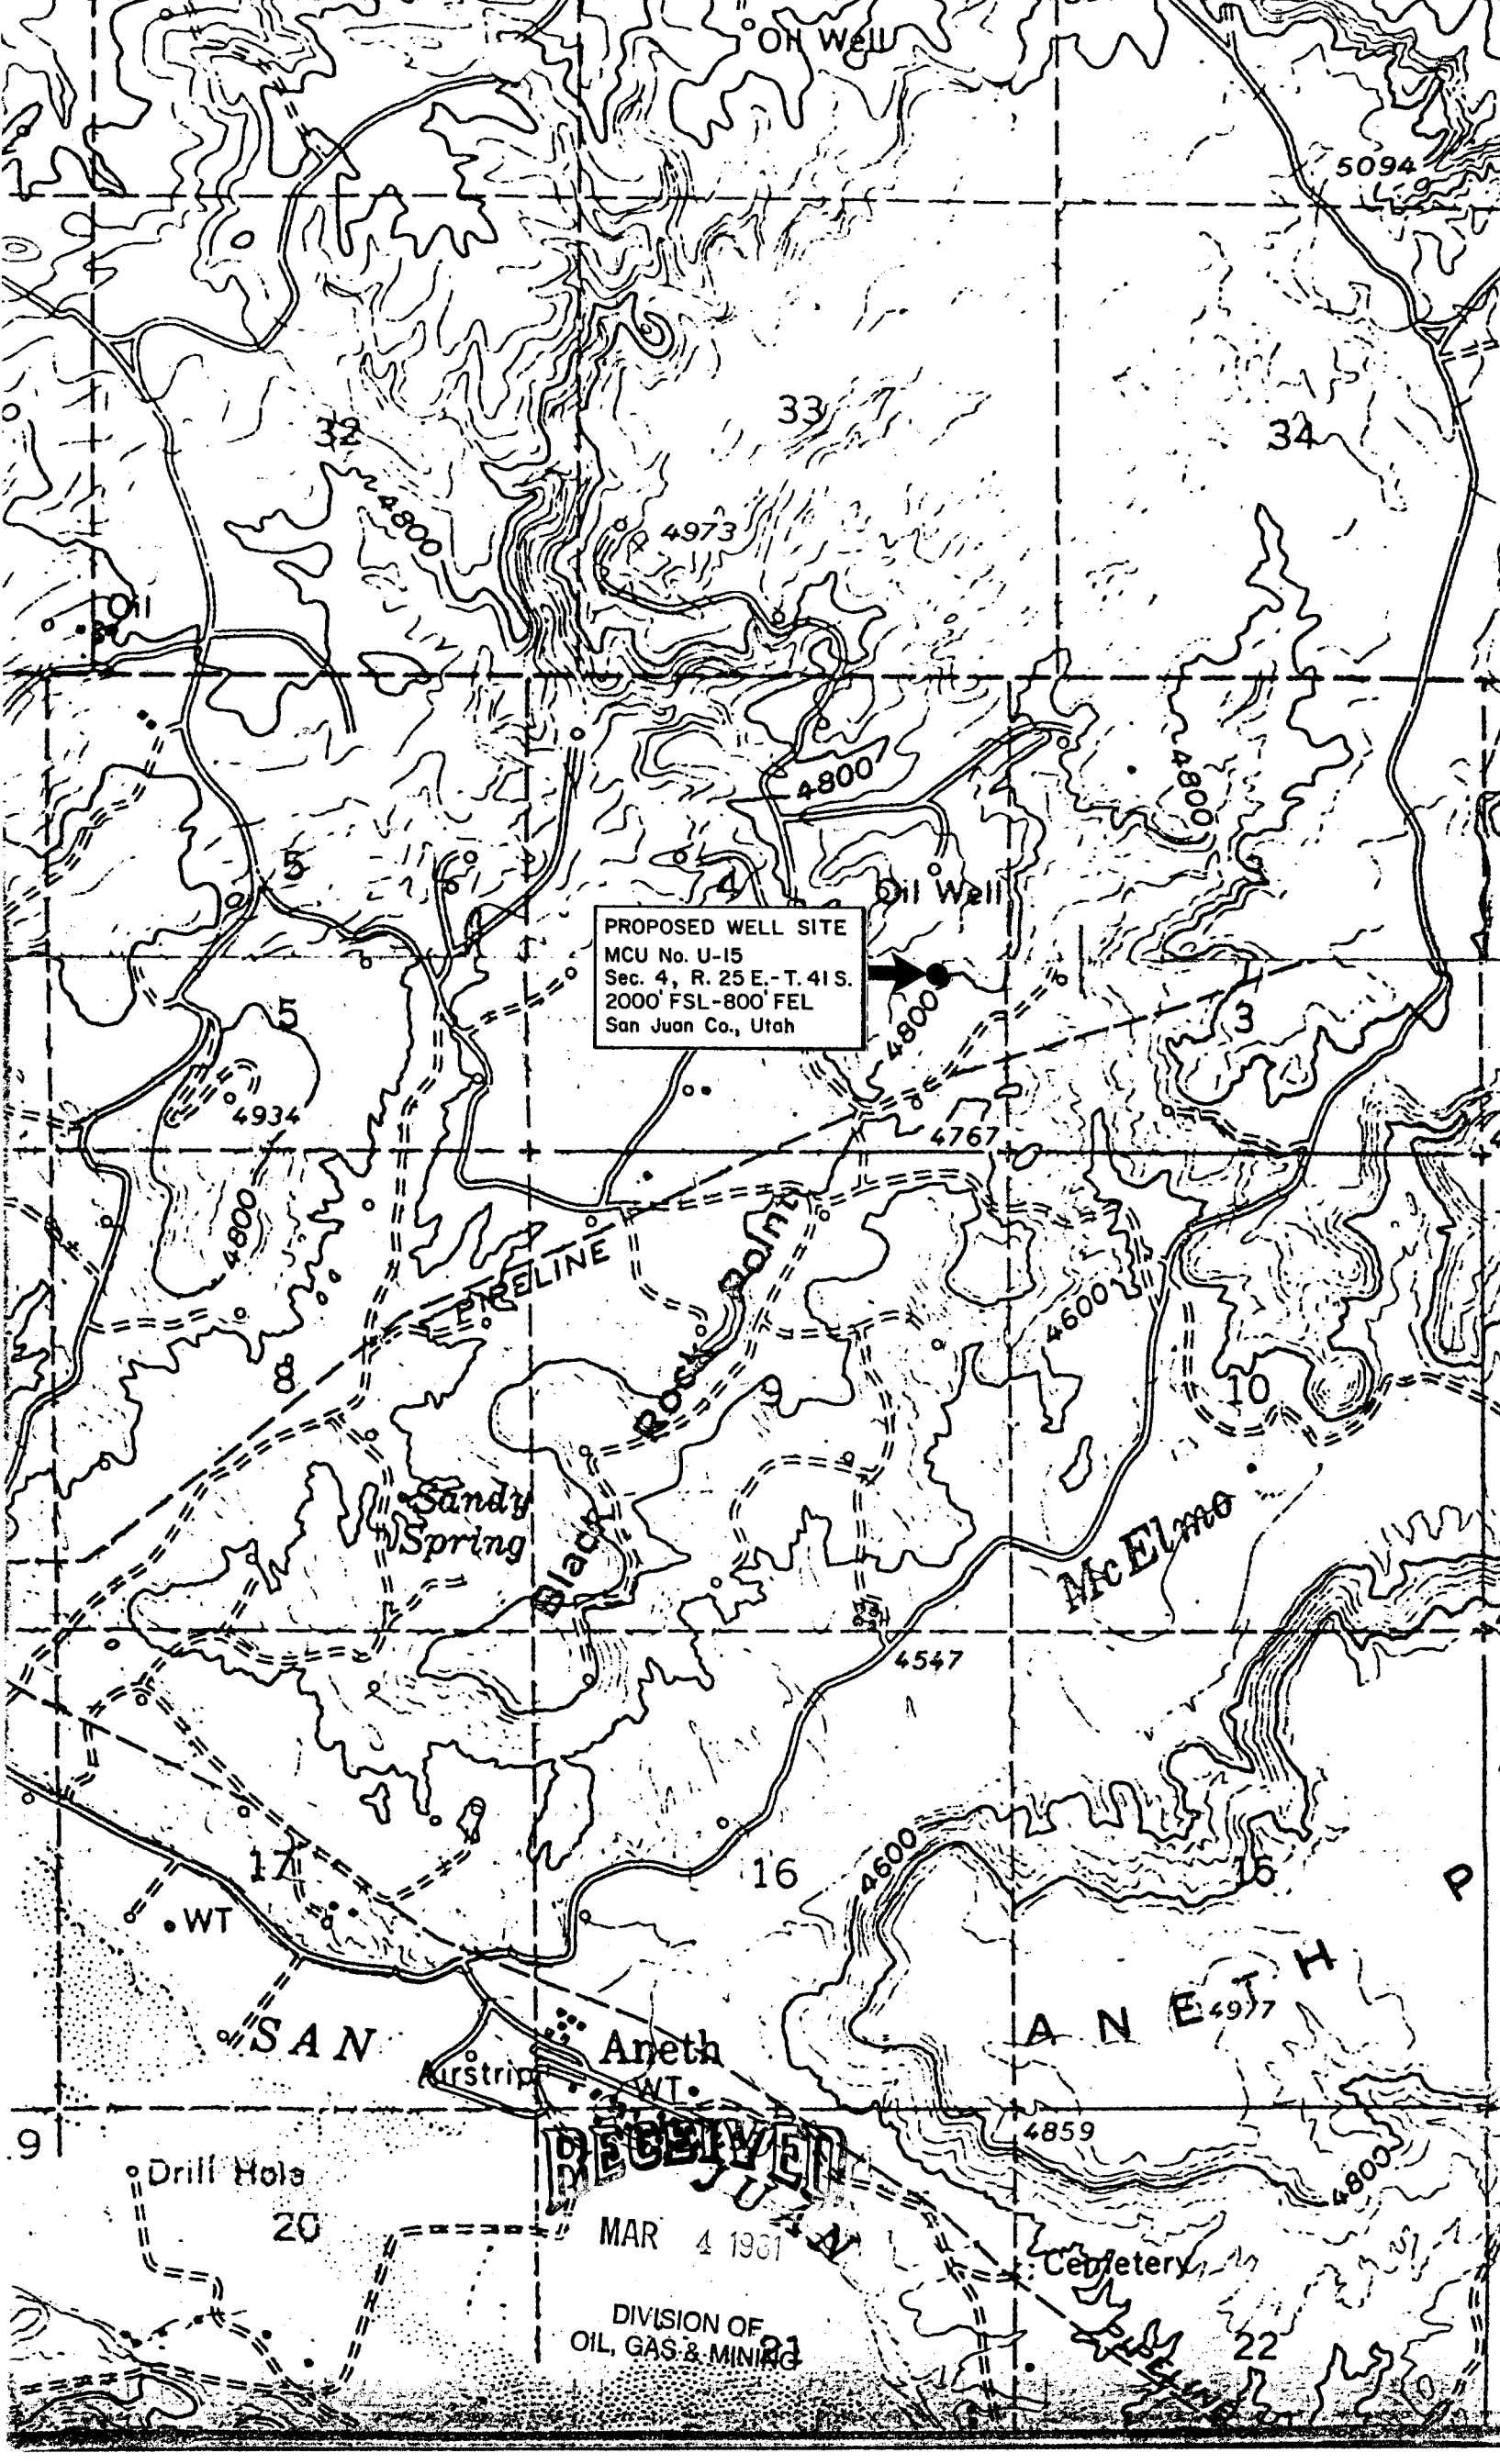 Oil Well
5094
32
33
34
4800
4973
Oil
4800
4800
5
4
Oil Well
PROPOSED WELL SITE
MCU No. U-15
Sec. 4, R. 25 E.-T. 41 S.
2000' FSL-800' FEL
San Juan Co., Utah
4800
5
3
4934
4767
4800
PIPELINE
Black Rock Point
4600
8
9
10
Sandy
Spring
McElmo
4547
17
16
15
4600
P
WT
ANETH
4977
SAN
Airstrip
Aneth
WT
4859
RECEIVED
JUAN
.9
Drill Hole
4800
20
MAR 4 1981
Cemetery
DIVISION OF
OIL, GAS & MINING
21
22